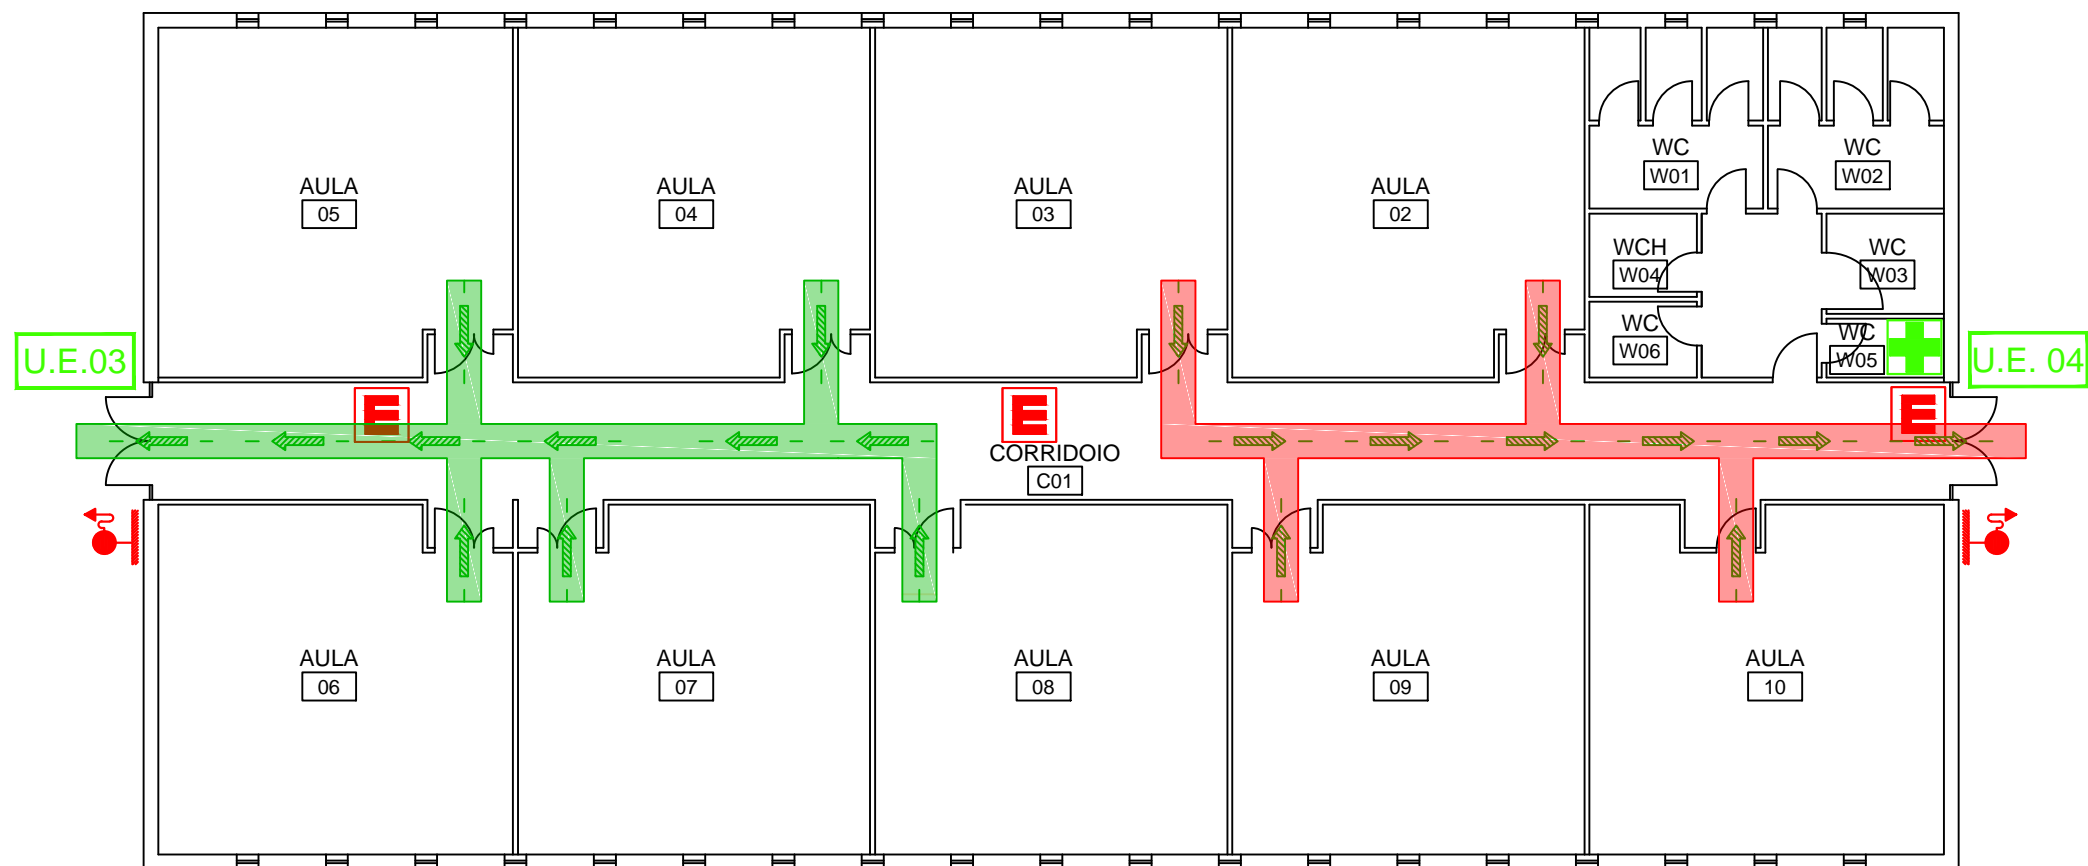 AULA
05
AULA
04
AULA
03
AULA
02
WC
W01
WC
W02
WCH
W04
WC
W03
WC
W06
WC
W05
U.E.03
U.E. 04
E
E
E
CORRIDOIO
C01
AULA
06
AULA
07
AULA
08
AULA
09
AULA
10